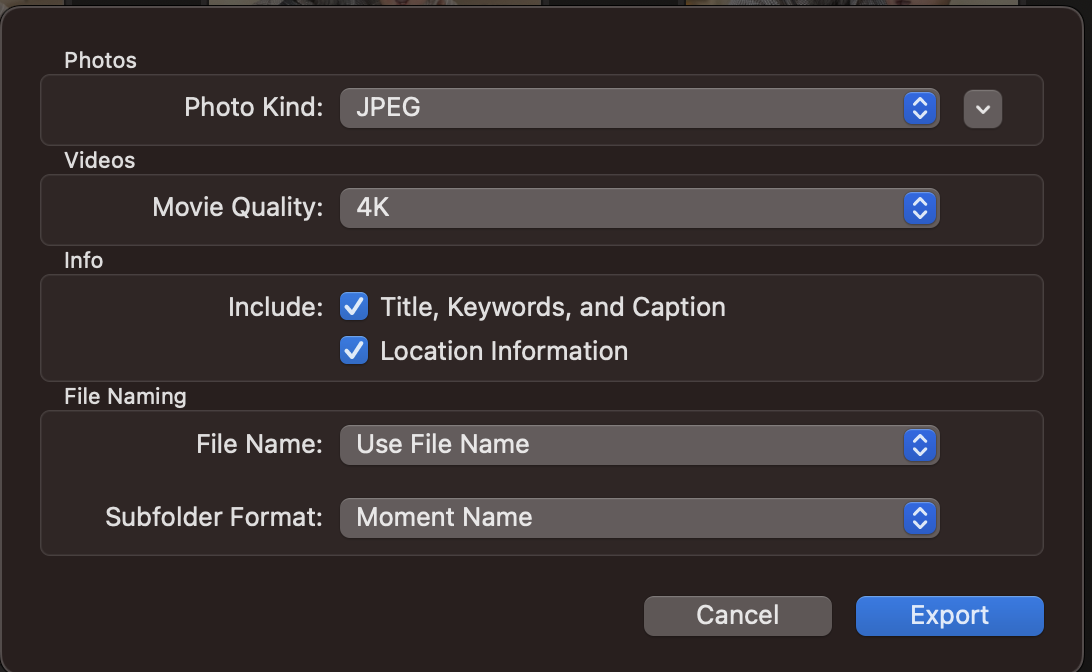 Photos
Photo Kind: JPEG
Videos
Movie Quality: 4K
Info
Include: Title, Keywords, and Caption
Location Information
File Naming
File Name: Use File Name
Subfolder Format: Moment Name
Cancel Export